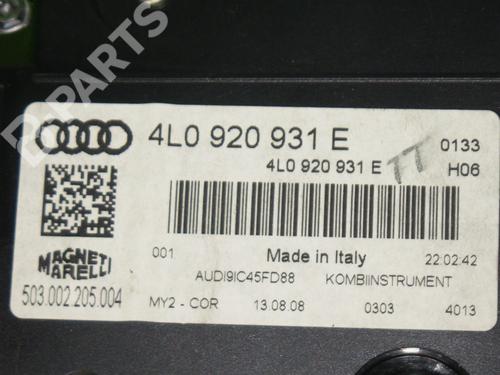 B-PARTS
4L0 920 931 E
0133
4L0 920 931 E
TT
H06
001
Made in Italy
22:02:42
MAGNETI
MARELLI
AUDI9IC45FD88
KOMBIINSTRUMENT
503.002.205.004
MY2 - COR
13.08.08
0303
4013